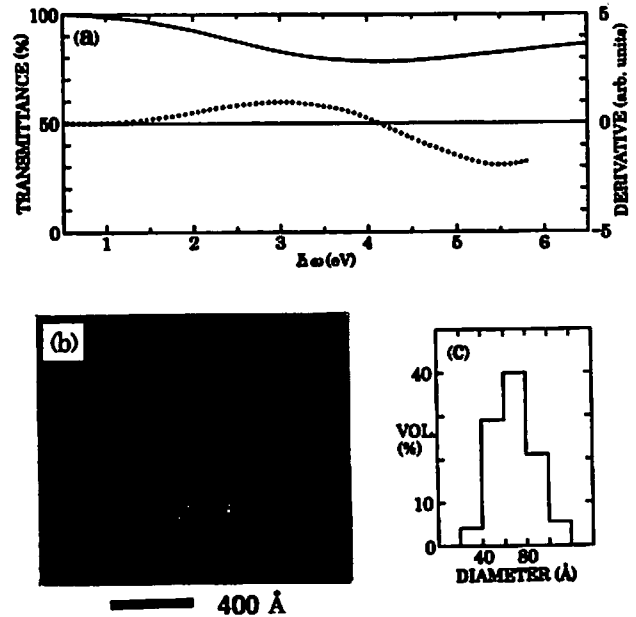 (a)
TRANSMITTANCE (%)
100
50
0
5
0
-5
DERIVATIVE (arb. units)
1 2 3 4 5 6
ħω(eV)
(b)
400 Å
(c)
VOL.
(%)
40
10
0
40 80
DIAMETER (Å)